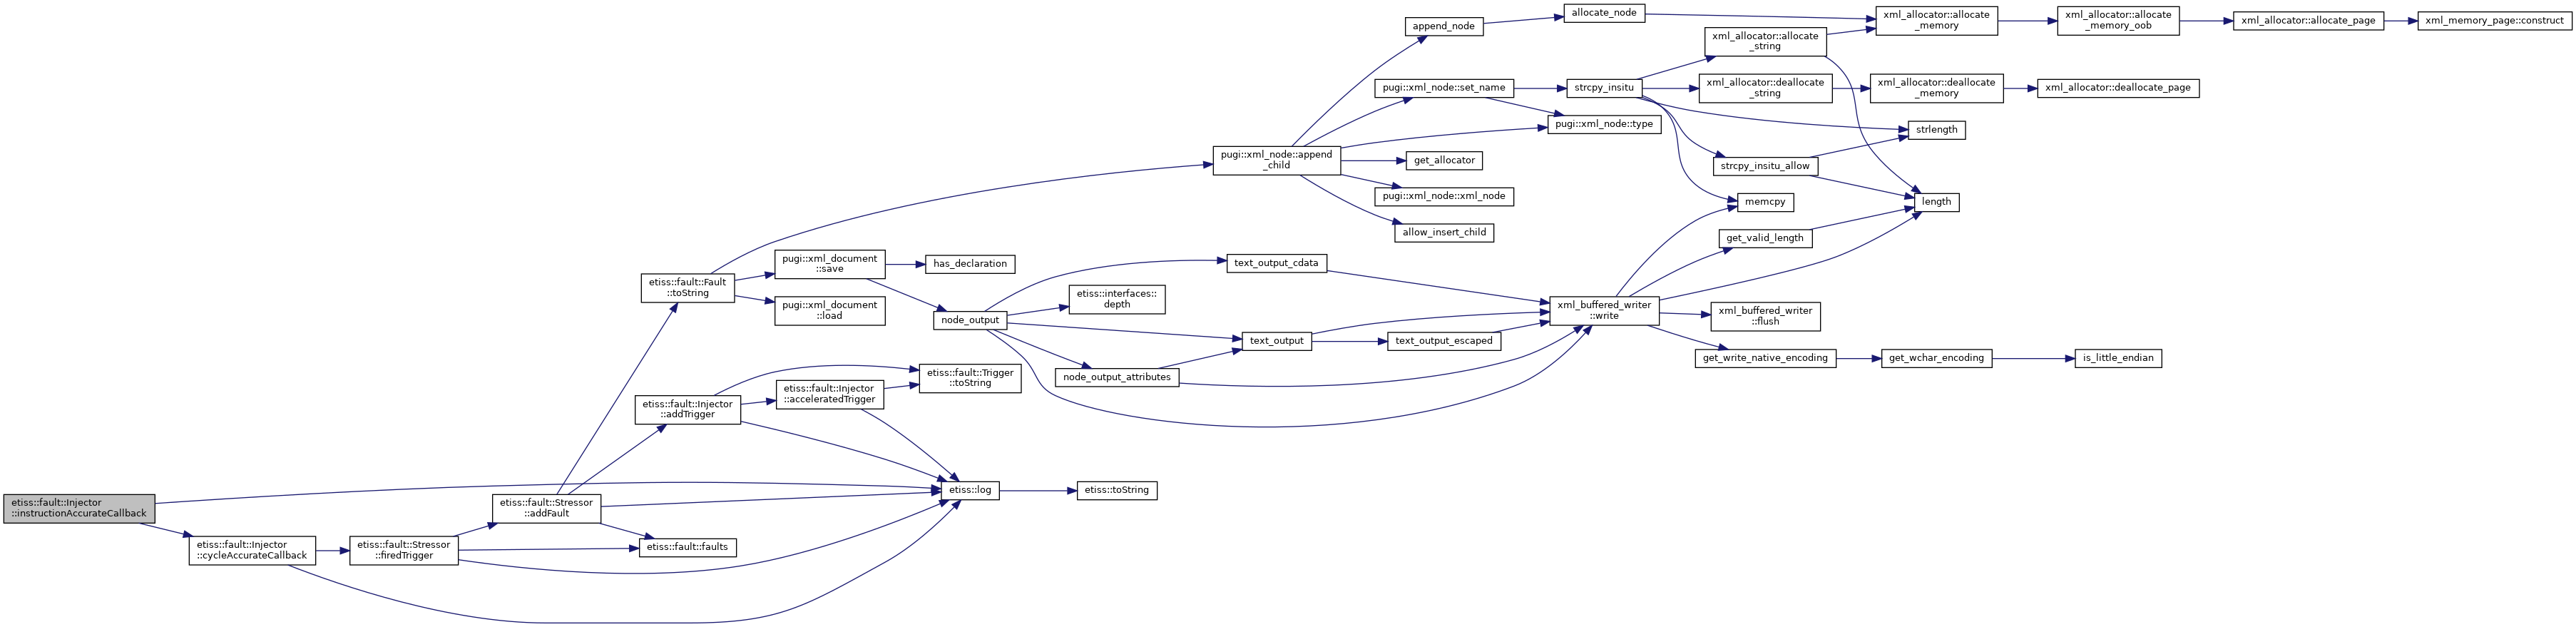 etiss::fault::Injector
::instructionAccurateCallback
etiss::fault::Injector
::cycleAccurateCallback
etiss::fault::Stressor
::firedTrigger
etiss::fault::Stressor
::addFault
etiss::fault::Fault
::toString
etiss::fault::Injector
::addTrigger
etiss::fault::faults
pugi::xml_document
::save
pugi::xml_document
::load
etiss::fault::Injector
::acceleratedTrigger
has_declaration
node_output
etiss::fault::Trigger
::toString
etiss::log
etiss::interfaces::
depth
node_output_attributes
etiss::toString
pugi::xml_node::append
_child
text_output_cdata
text_output
append_node
pugi::xml_node::set_name
get_allocator
pugi::xml_node::xml_node
allow_insert_child
text_output_escaped
allocate_node
strcpy_insitu
pugi::xml_node::type
xml_buffered_writer
::write
xml_allocator::allocate
_string
xml_allocator::deallocate
_string
strcpy_insitu_allow
memcpy
get_valid_length
xml_buffered_writer
::flush
get_write_native_encoding
xml_allocator::allocate
_memory
xml_allocator::deallocate
_memory
strlength
length
get_wchar_encoding
xml_allocator::allocate
_memory_oob
xml_allocator::deallocate_page
is_little_endian
xml_allocator::allocate_page
xml_memory_page::construct